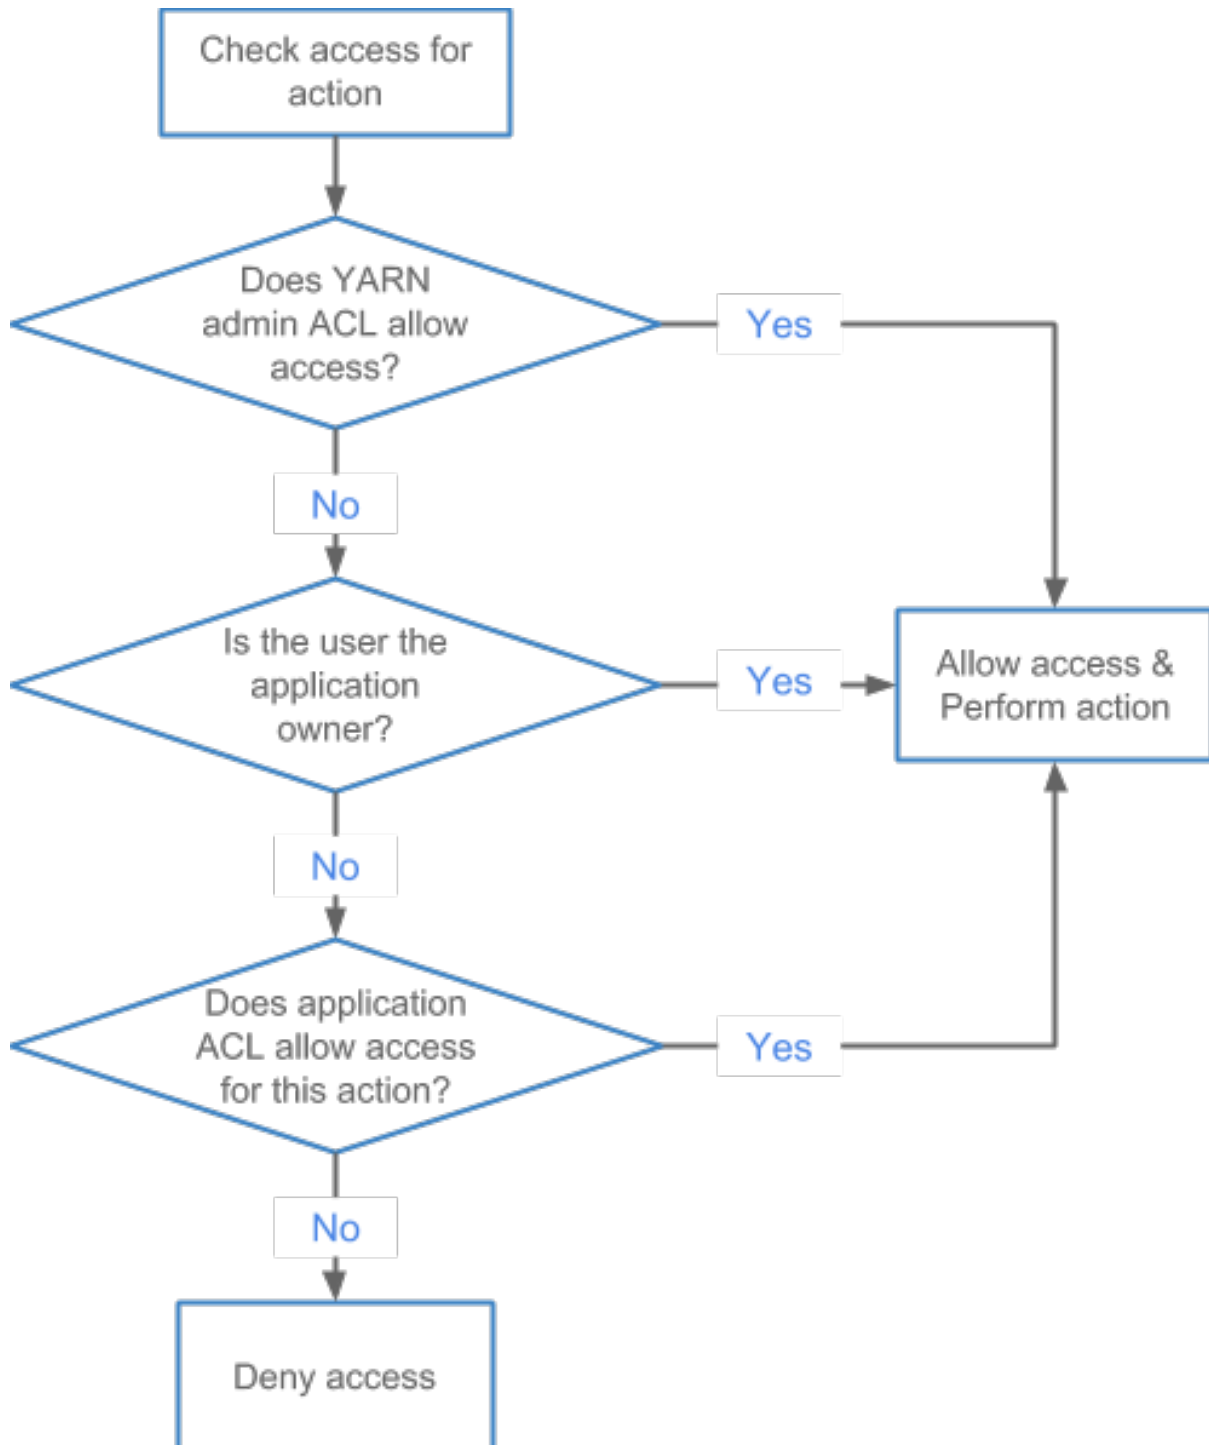 Check access for
action
Does YARN
admin ACL allow
access?
Yes
No
Is the user the
application
owner?
Yes
Allow access &
Perform action
No
Does application
ACL allow access
for this action?
Yes
No
Deny access